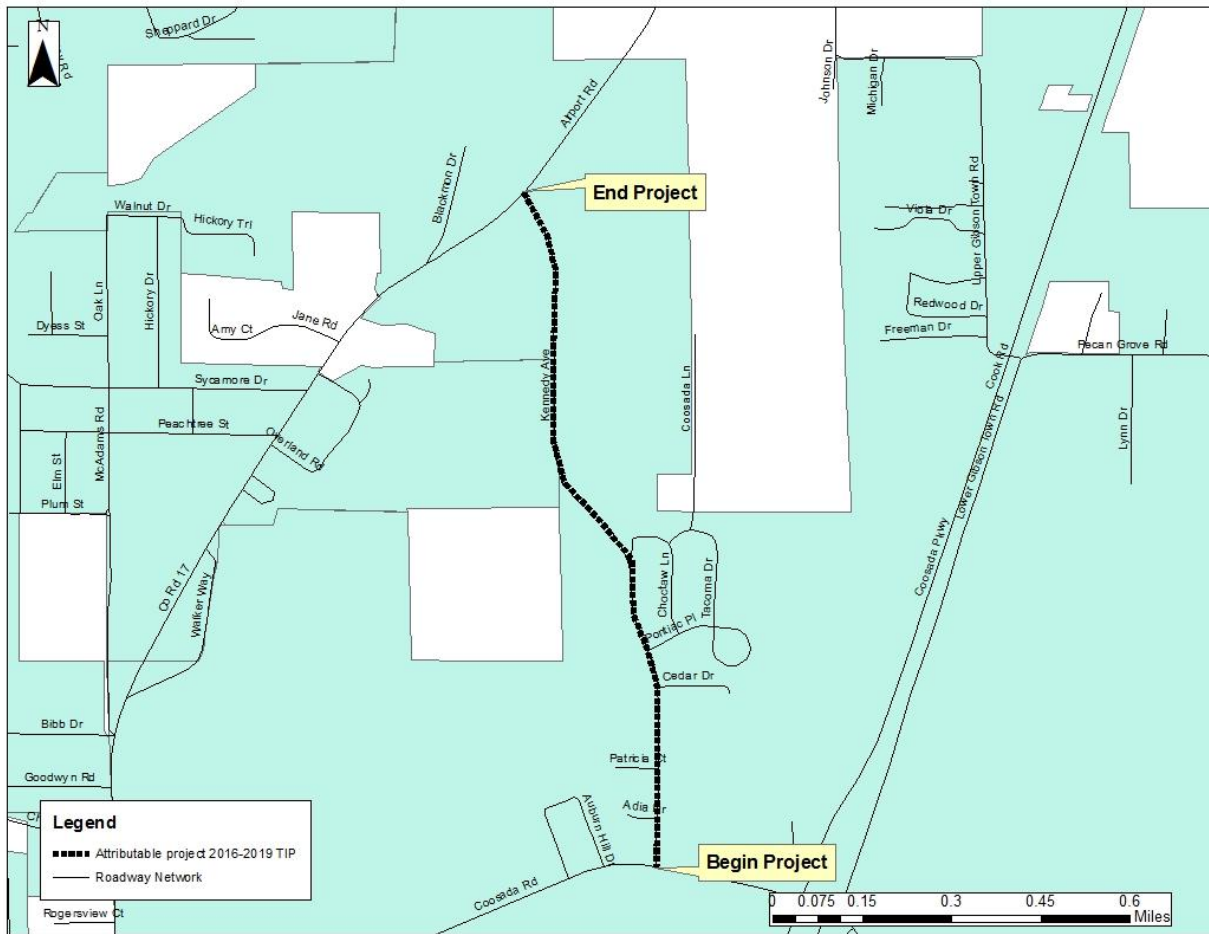 N
Sheppard Dr
Airport Rd
Johnson Dr
Michigan Dr
Blackmon Dr
End Project
Walnut Dr
Hickory Trl
Upper Gibson Town Rd
Viola Dr
Oak Ln
Hickory Dr
Redwood Dr
Dyess St
Amy Ct
Jane Rd
Freeman Dr
Pecan Grove Rd
Cook Rd
Kennedy Ave
Coosada Ln
Sycamore Dr
Peachtree St
McAdams Rd
Overland Rd
Lynn Dr
Elm St
Lower Gibson Town Rd
Plum St
Coosada Pkwy
Co Rd 17
Walker Way
Choctaw Ln
Tacoma Dr
Pontiac Pl
Cedar Dr
Bibb Dr
Patricia Ct
Goodwyn Rd
Adia Dr
Auburn Hill Dr
Begin Project
Coosada Rd
Legend
Attributable project 2016-2019 TIP
Roadway Network
Rogersview Ct
0 0.075 0.15 0.3 0.45 0.6
Miles